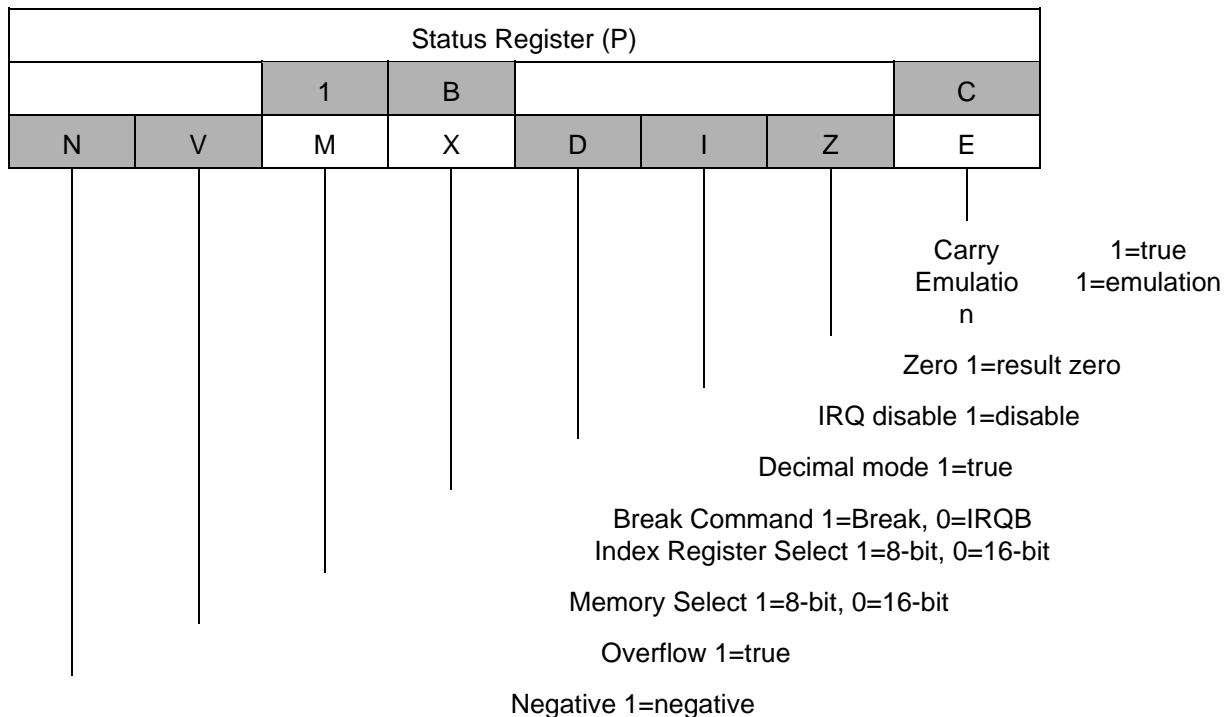 Status Register (P)
1 B C
N V M X D I Z E
Carry 1=true
Emulatio 1=emulation
n
Zero 1=result zero
IRQ disable 1=disable
Decimal mode 1=true
Break Command 1=Break, 0=IRQB
Index Register Select 1=8-bit, 0=16-bit
Memory Select 1=8-bit, 0=16-bit
Overflow 1=true
Negative 1=negative